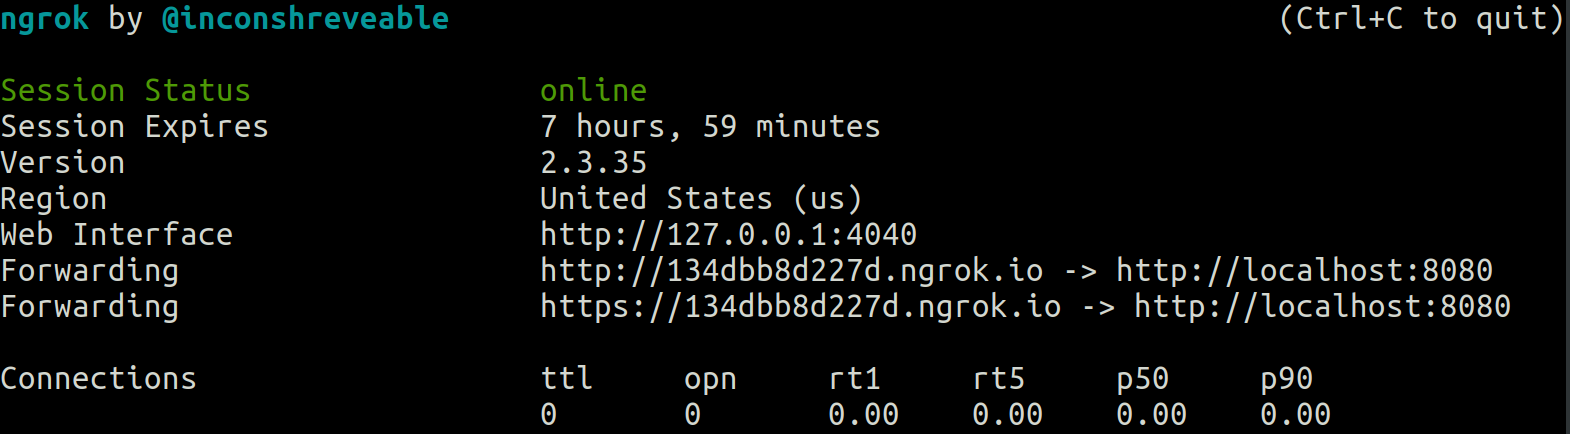 ngrok by @inconshreveable (Ctrl+C to quit)
Session Status online
Session Expires 7 hours, 59 minutes
Version 2.3.35
Region United States (us)
Web Interface http://127.0.0.1:4040
Forwarding http://134dbb8d227d.ngrok.io -> http://localhost:8080
Forwarding https://134dbb8d227d.ngrok.io -> http://localhost:8080
Connections ttl opn rt1 rt5 p50 p90
0 0 0.00 0.00 0.00 0.00